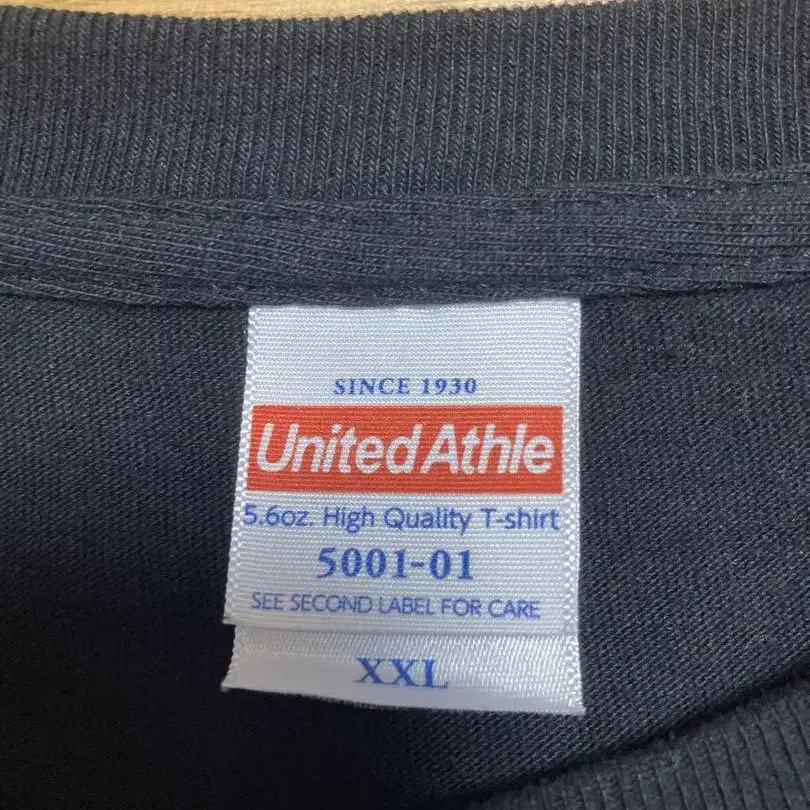 SINCE 1930
United Athle
5.6oz. High Quality T-shirt
5001-01
SEE SECOND LABEL FOR CARE
XXL